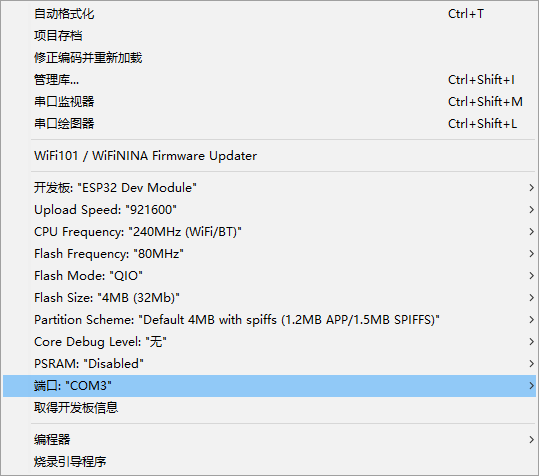 自动格式化 Ctrl+T
项目存档
修正编码并重新加载
管理库... Ctrl+Shift+I
串口监视器 Ctrl+Shift+M
串口绘图器 Ctrl+Shift+L
WiFi101 / WiFiNINA Firmware Updater
开发板: "ESP32 Dev Module"
Upload Speed: "921600"
CPU Frequency: "240MHz (WiFi/BT)"
Flash Frequency: "80MHz"
Flash Mode: "QIO"
Flash Size: "4MB (32Mb)"
Partition Scheme: "Default 4MB with spiffs (1.2MB APP/1.5MB SPIFFS)"
Core Debug Level: "无"
PSRAM: "Disabled"
端口: "COM3"
取得开发板信息
编程器
烧录引导程序